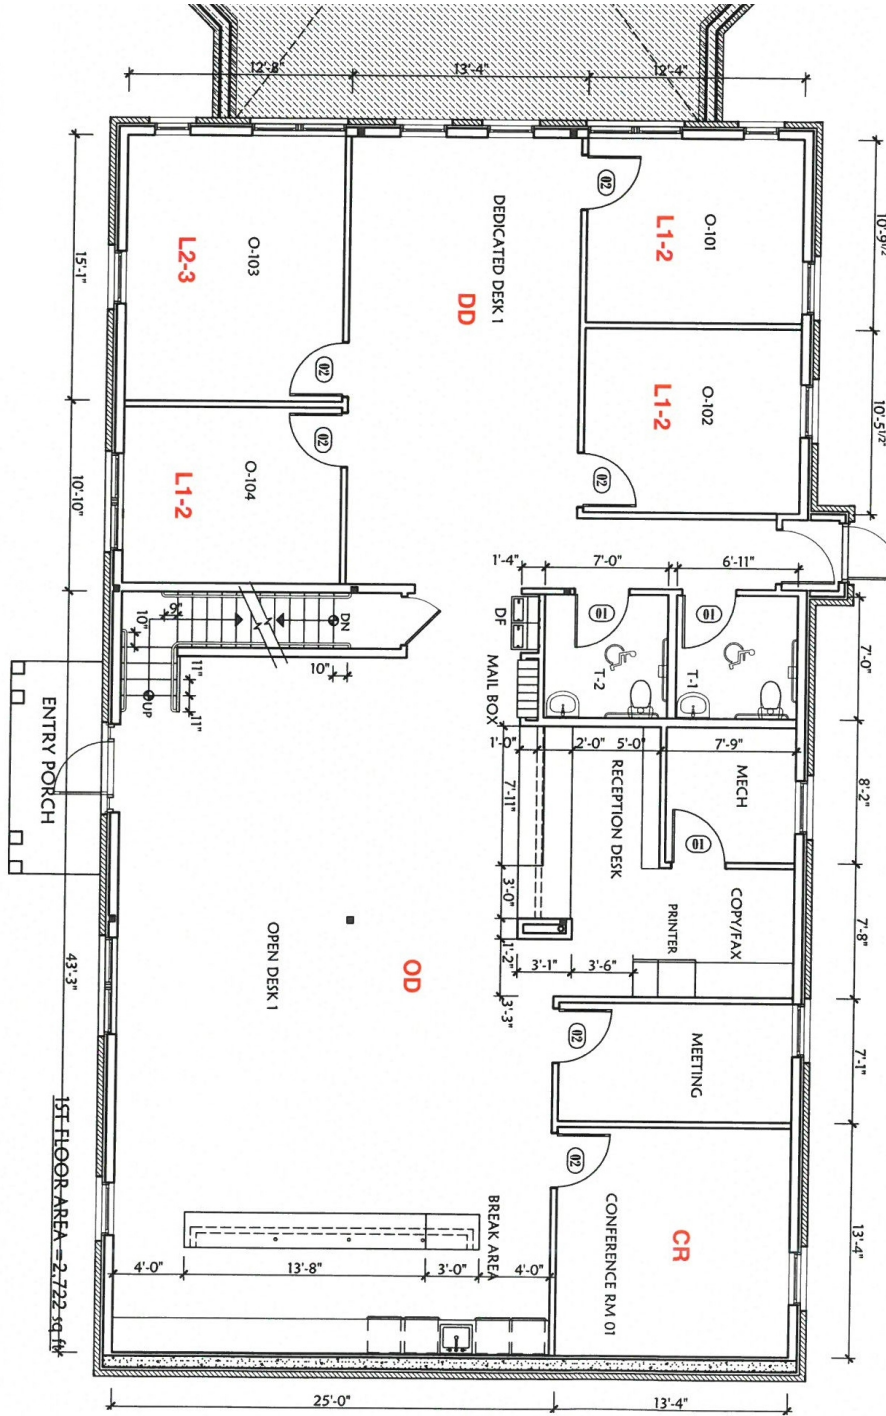 12'-8"
13'-4"
12'-4"
10'-9½"
02
O-101
L1-2
DEDICATED DESK 1
DD
O-103
L2-3
15'-1"
02
O-102
L1-2
10'-5½"
02
02
O-104
L1-2
10'-10"
1'-4"
7'-0"
6'-11"
01
01
7'-0"
DF
T-2
T-1
MAIL BOX
9"
10"
DN
10"
11"
11"
UP
ENTRY PORCH
1'-0"
2'-0"
5'-0"
7'-9"
7'-11"
RECEPTION DESK
MECH
8'-2"
01
3'-0"
COPY/FAX
PRINTER
7'-8"
1'-2"
3'-1"
3'-6"
3'-3"
OPEN DESK 1
OD
43'-3"
02
MEETING
7'-1"
02
CONFERENCE RM 01
CR
13'-4"
BREAK AREA
4'-0"
13'-8"
3'-0"
4'-0"
1ST FLOOR AREA = 2,722 sq ft
25'-0"
13'-4"